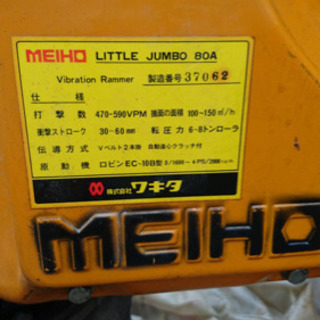 MEIHO LITTLE JUMBO 80A
Vibration Rammer 製造番号 37062
仕 様
打 撃 数 470-590VPM 搗固の面積 100~150㎡/h
衝撃ストローク 30-60mm 転圧力 6-8トンローラ
伝導方式 Vベルト2本掛 自動遠心クラッチ付
原 動 機 ロビンEC-10B型
株式会社 ワキタ
MEIHO